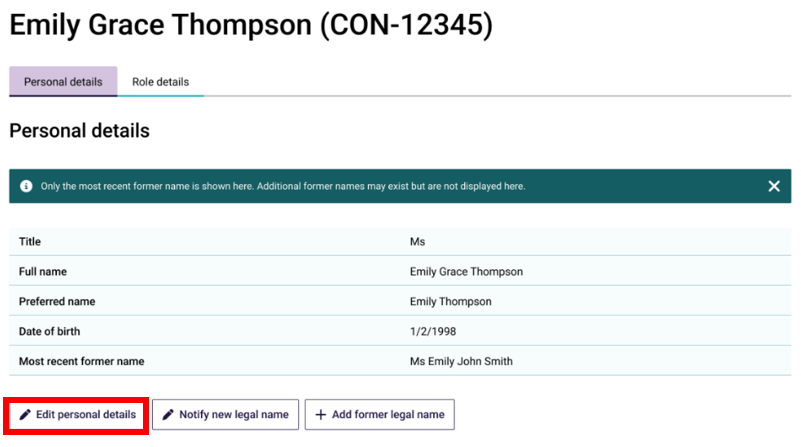 Emily Grace Thompson (CON-12345)
Personal details Role details
Personal details
Only the most recent former name is shown here. Additional former names may exist but are not displayed here.
Title Ms
Full name Emily Grace Thompson
Preferred name Emily Thompson
Date of birth 1/2/1998
Most recent former name Ms Emily John Smith
Edit personal details Notify new legal name + Add former legal name